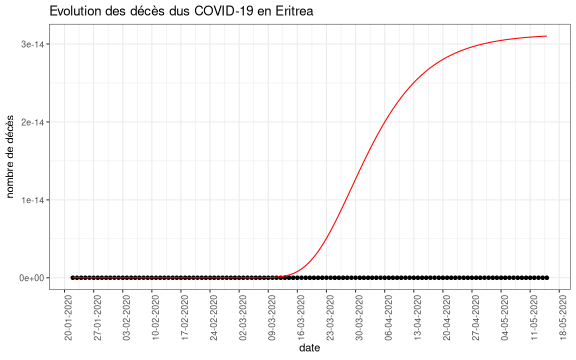 Evolution des décès dus COVID-19 en Eritrea
nombre de décès
3e-14
2e-14
1e-14
0e+00
20-01-2020
27-01-2020
03-02-2020
10-02-2020
17-02-2020
24-02-2020
02-03-2020
09-03-2020
16-03-2020
23-03-2020
30-03-2020
06-04-2020
13-04-2020
20-04-2020
27-04-2020
04-05-2020
11-05-2020
18-05-2020
date